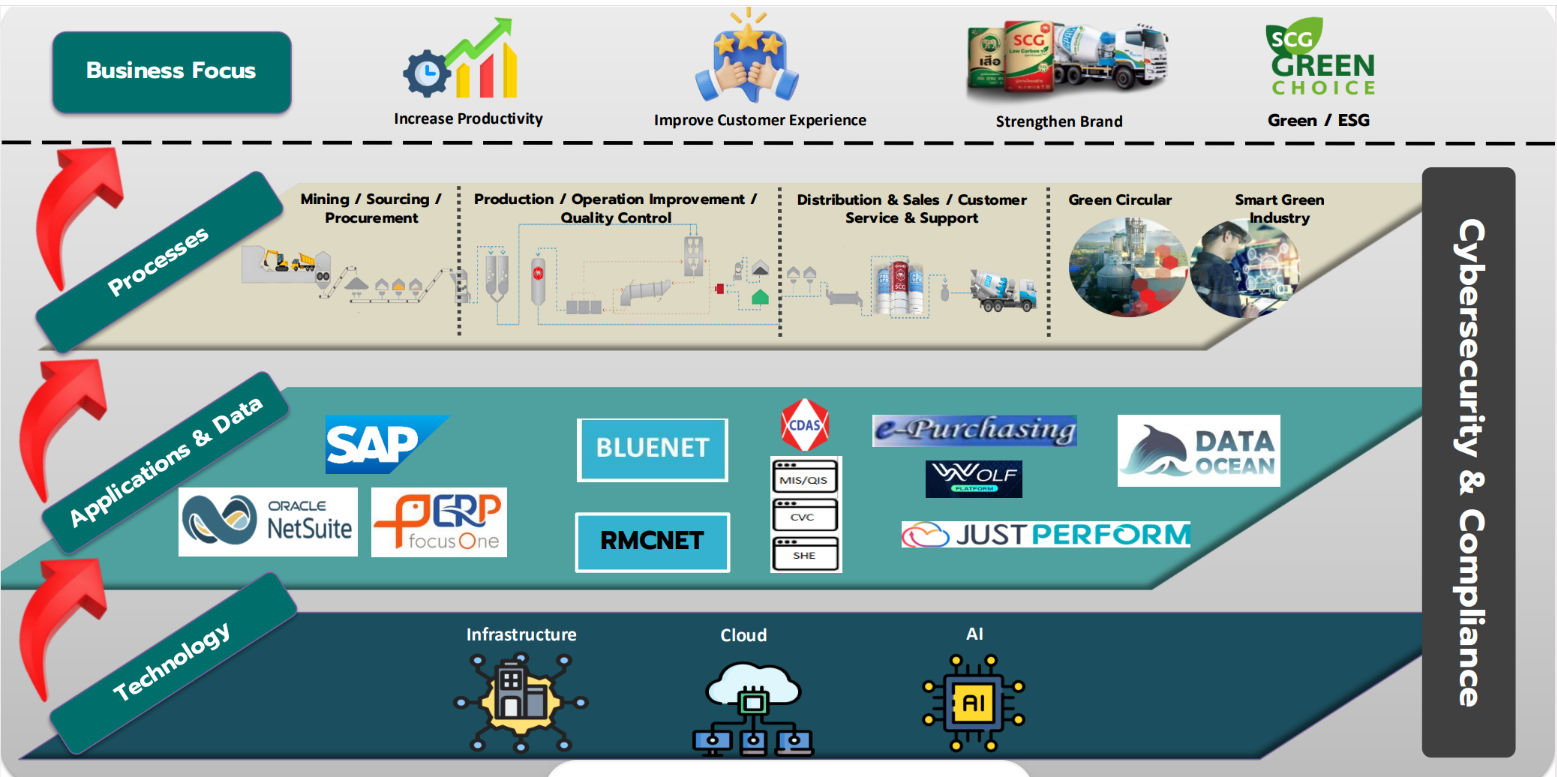 Business Focus
Increase Productivity
Improve Customer Experience
เสือ
SCG
Low Carbon
Strengthen Brand
SCG
GREEN
CHOICE
Green / ESG
Processes
Mining / Sourcing /
Procurement
Production / Operation Improvement /
Quality Control
Distribution & Sales / Customer
Service & Support
Green Circular
Smart Green
Industry
SCG
Applications & Data
SAP
ORACLE
NetSuite
ERP
focusOne
BLUENET
RMCNET
CDAS
MIS/QIS
CVC
SHE
e-Purchasing
WOLF
PLATFORM
JUSTPERFORM
DATA
OCEAN
Technology
Infrastructure
Cloud
AI
AI
Cybersecurity & Compliance